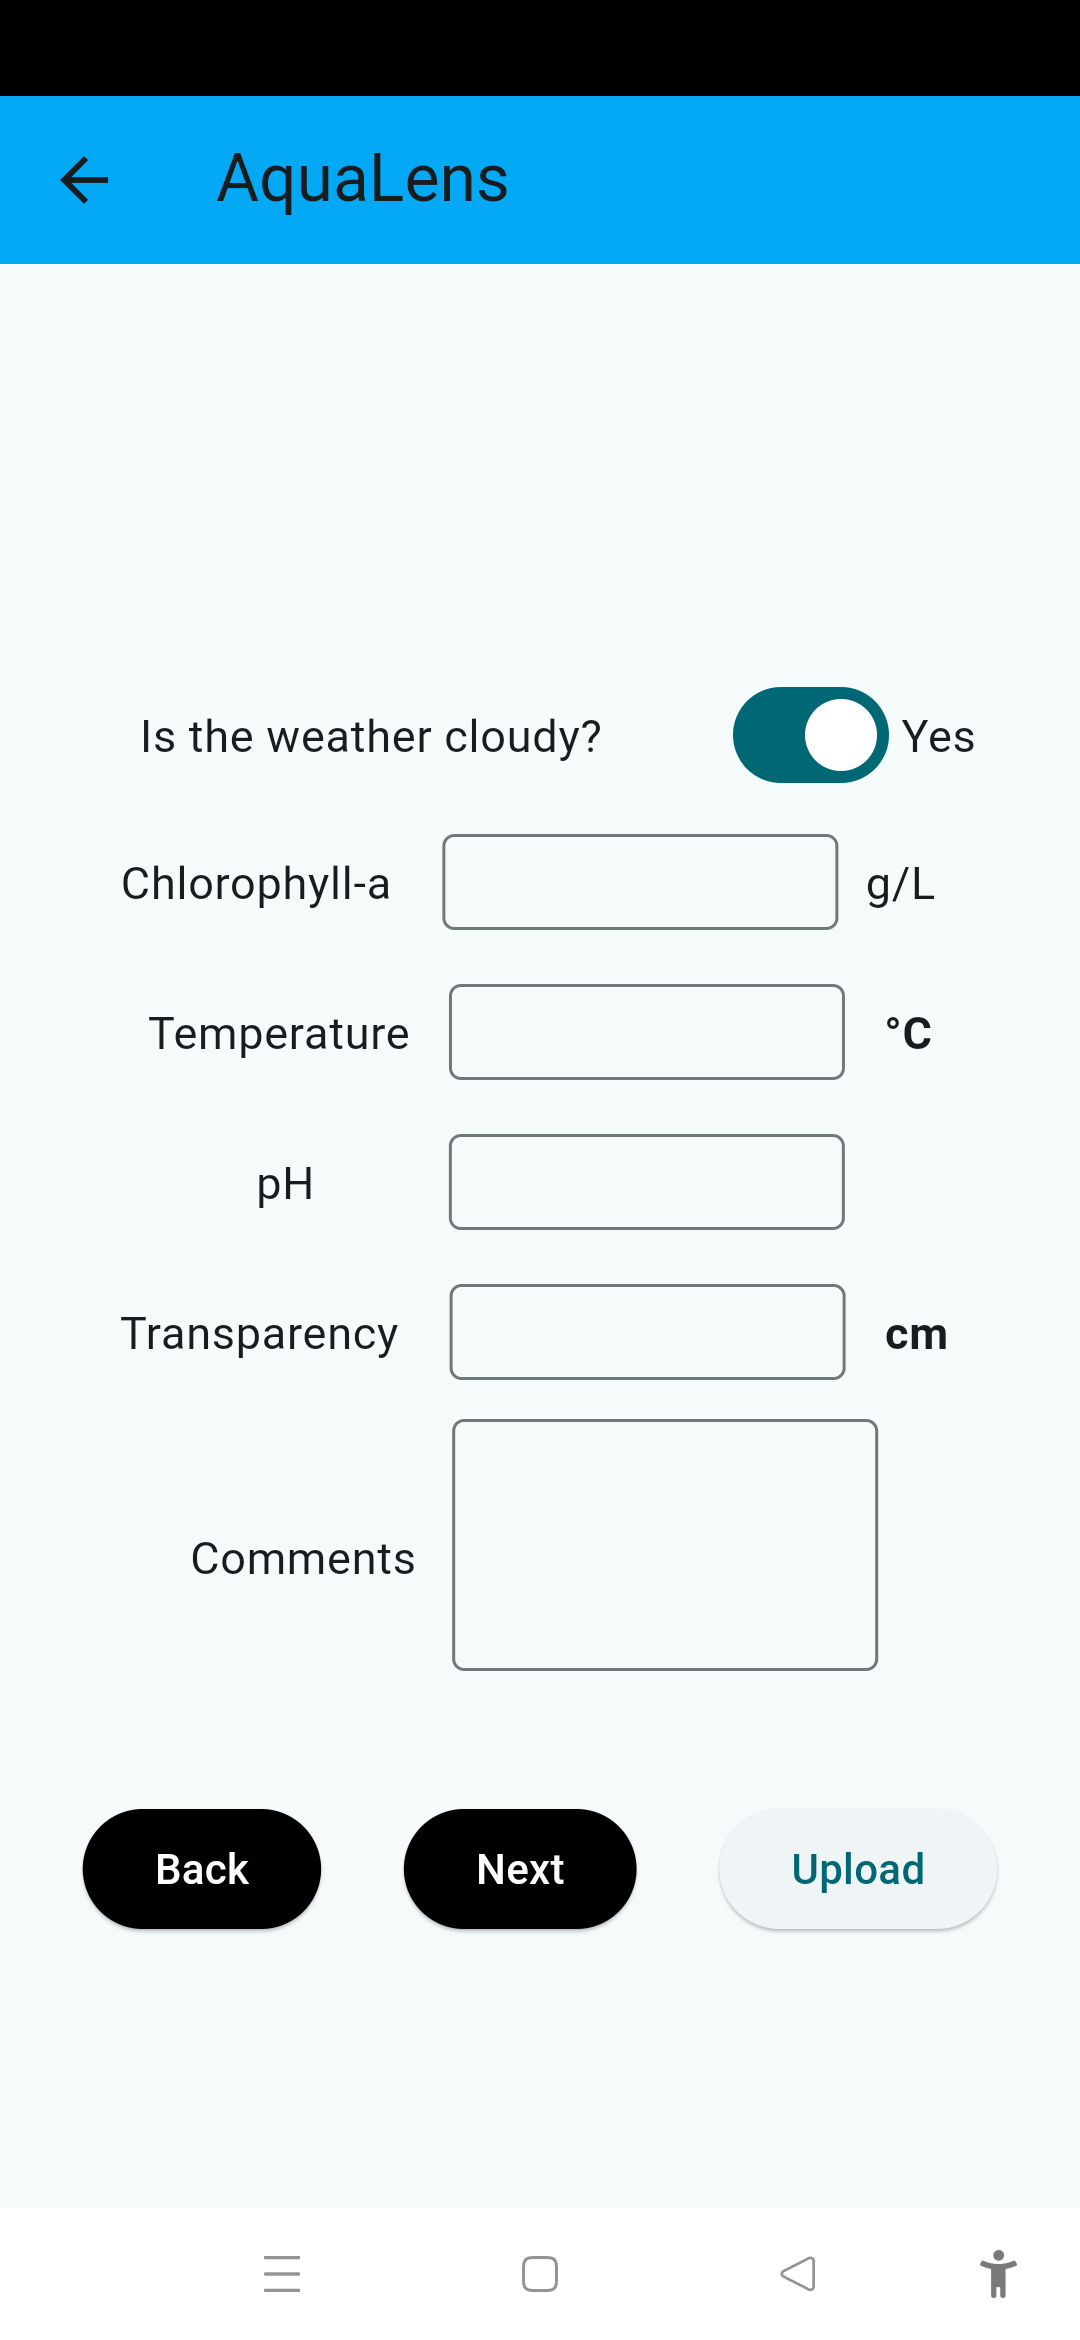 AquaLens
Is the weather cloudy? Yes
Chlorophyll-a g/L
Temperature °C
pH
Transparency cm
Comments
Back Next Upload